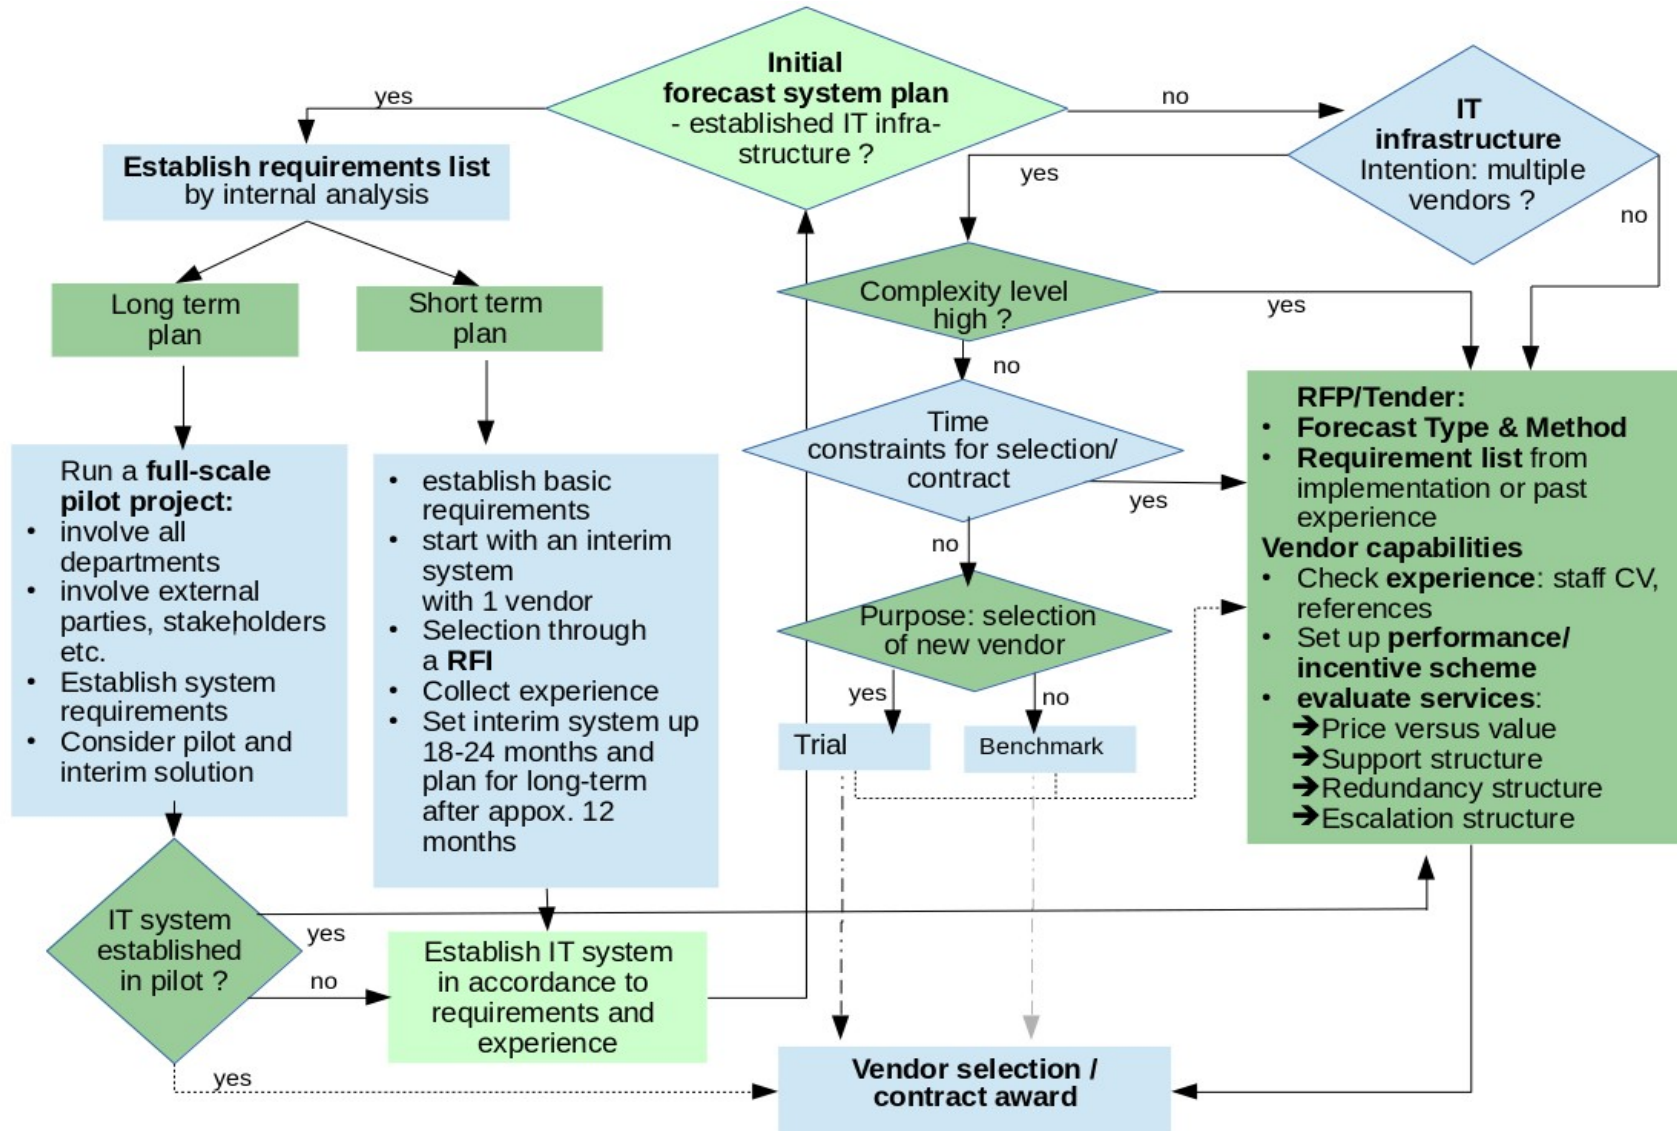 Initial
forecast system plan
- established IT infra-
structure ?
yes
no
IT
infrastructure
Intention: multiple
vendors ?
yes
no
Establish requirements list
by internal analysis
Long term
plan
Short term
plan
Complexity level
high ?
yes
no
Time
constraints for selection/
contract
yes
no
Purpose: selection
of new vendor
yes
no
Trial
Benchmark
Run a full-scale
pilot project:
• involve all
departments
• involve external
parties, stakeholders
etc.
• Establish system
requirements
• Consider pilot and
interim solution
• establish basic
requirements
• start with an interim
system
with 1 vendor
• Selection through
a RFI
• Collect experience
• Set interim system up
18-24 months and
plan for long-term
after appox. 12
months
RFP/Tender:
• Forecast Type & Method
• Requirement list from
implementation or past
experience
Vendor capabilities
• Check experience: staff CV,
references
• Set up performance/
incentive scheme
• evaluate services:
➔Price versus value
➔Support structure
➔Redundancy structure
➔Escalation structure
IT system
established
in pilot ?
yes
no
yes
Establish IT system
in accordance to
requirements and
experience
Vendor selection /
contract award